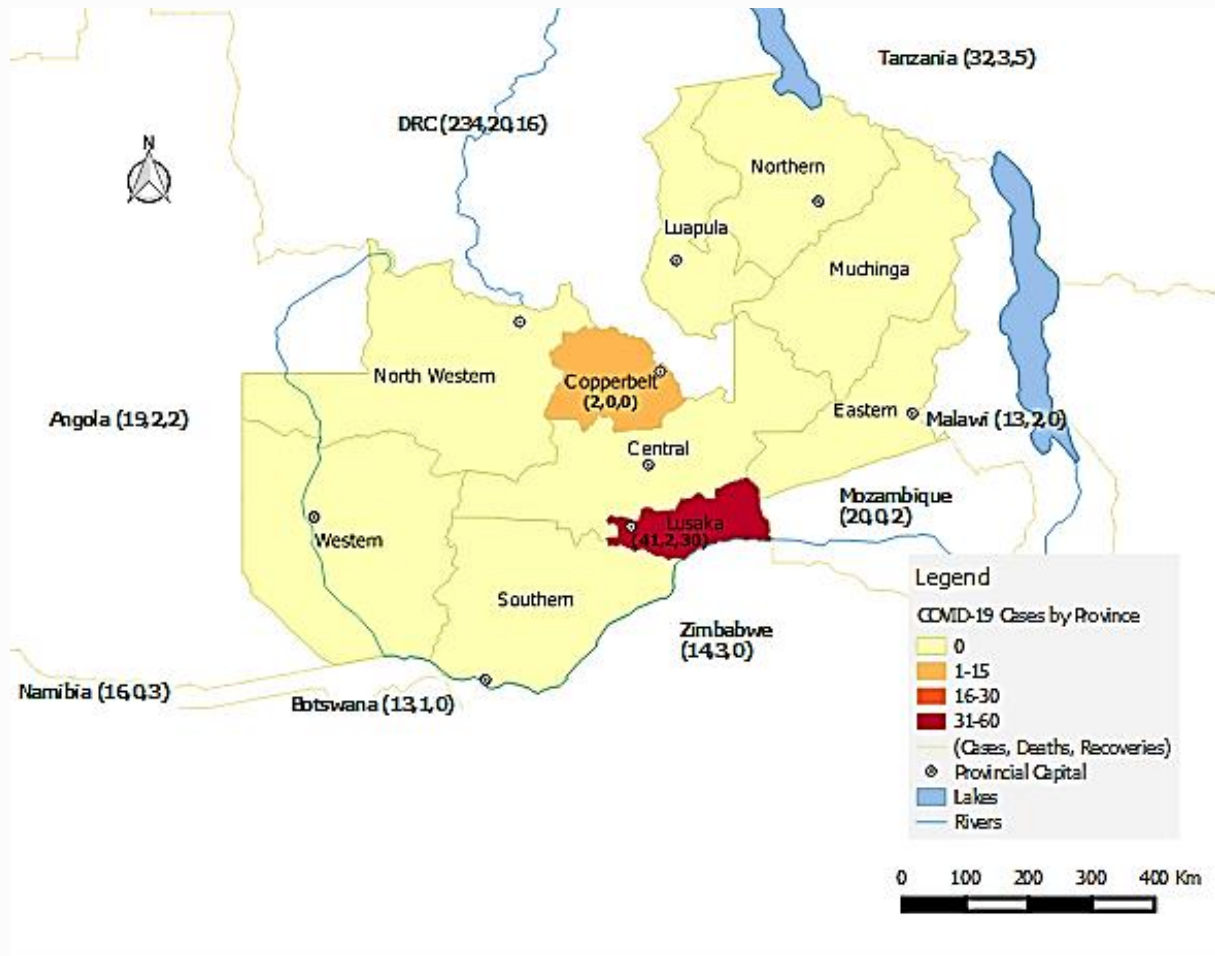 Tanzania (32,3,5)
DRC (234,20,16)
N
Northern
Luapula
Muchinga
North Western
Copperbelt
(2,0,0)
Angola (19,2,2)
Eastern
Malawi (13,2,0)
Central
Mozambique
(20,0,2)
Lusaka
(41,2,30)
Western
Southern
Zimbabwe
(14,3,0)
Namibia (16,0,3)
Botswana (13,1,0)
Legend
COVID-19 Cases by Province
0
1-15
16-30
31-60
(Cases, Deaths, Recoveries)
Provincial Capital
Lakes
Rivers
0 100 200 300 400 Km